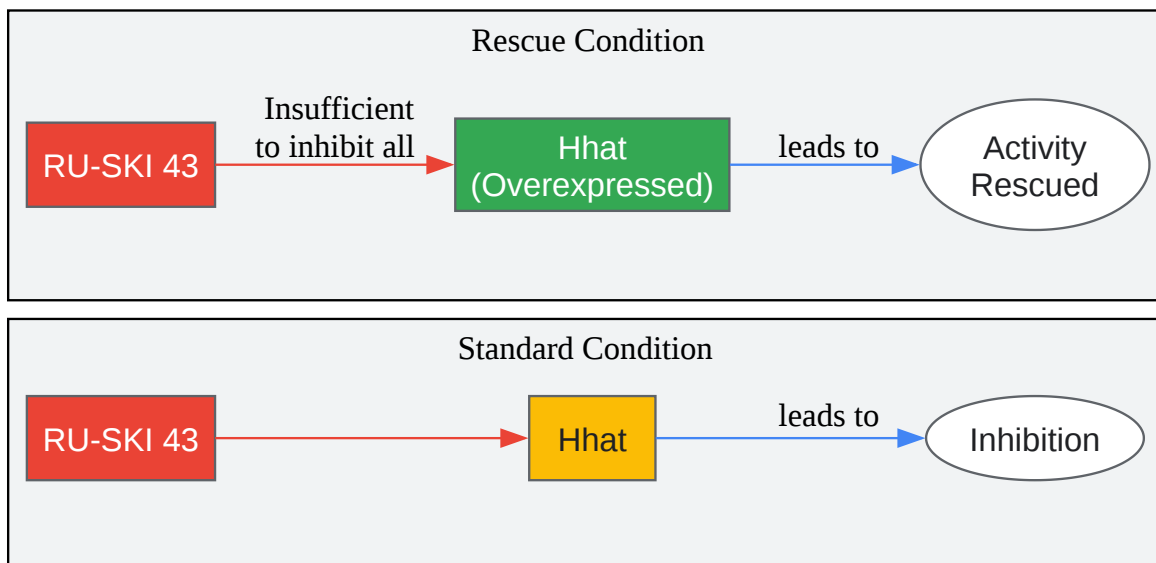 Rescue Condition
RU-SKI 43
Insufficient
to inhibit all
Hhat
(Overexpressed)
leads to
Activity
Rescued
Standard Condition
RU-SKI 43
Hhat
leads to
Inhibition